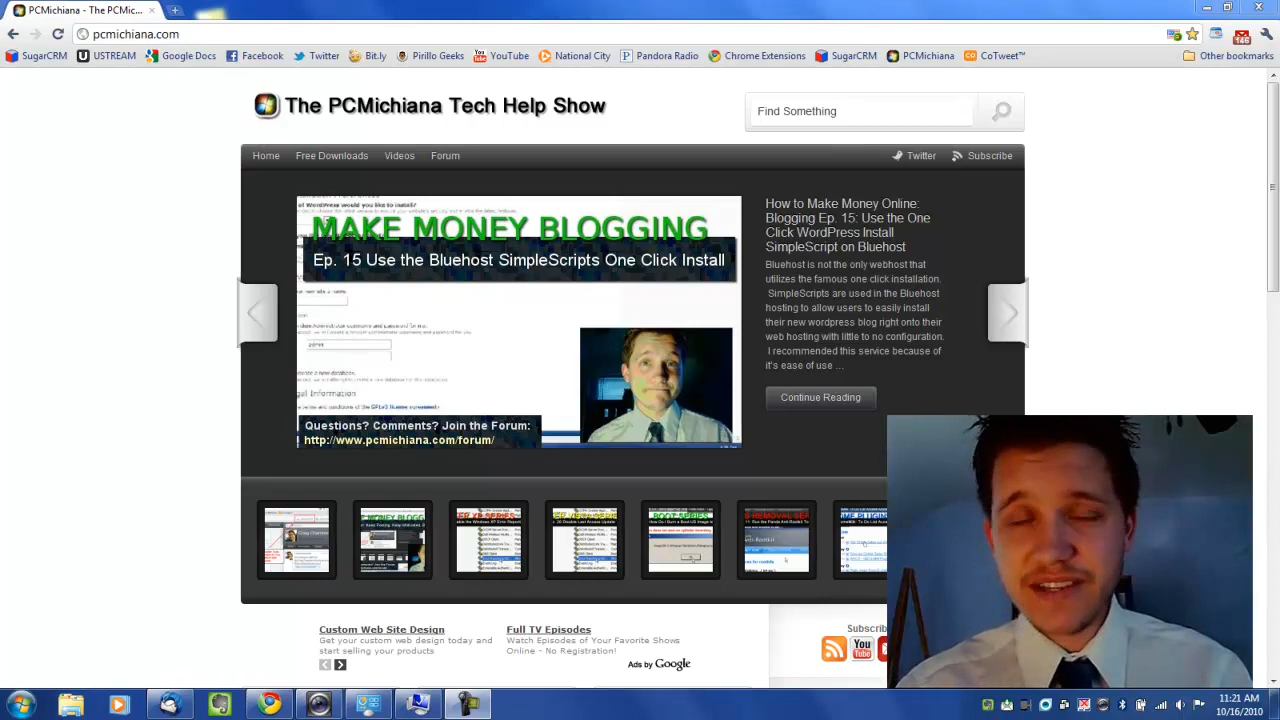 PCMichiana - The PCMic...
pcmichiana.com
145
SugarCRM USTREAM Google Docs Facebook Twitter Bit.ly Pirillo Geeks YouTube National City Pandora Radio Chrome Extensions SugarCRM PCMichiana CoTweet™ Other bookmarks
The PCMichiana Tech Help Show
Find Something
Home Free Downloads Videos Forum Twitter Subscribe
MAKE MONEY BLOGGING
Ep. 15 Use the Bluehost SimpleScripts One Click Install
Questions? Comments? Join the Forum:
http://www.pcmichiana.com/forum/
How to Make Money Online:
Blogging Ep. 15: Use the One
Click WordPress Install
SimpleScript on Bluehost
Bluehost is not the only webhost that
utilizes the famous one click installation.
SimpleScripts are used in the Bluehost
hosting to allow users to easily install
their new wordpress blog right onto their
web hosting with little to no configuration.
I recommended this service because of
it's ease of use ...
Continue Reading
Custom Web Site Design
Get your custom web design today and
start selling your products
Full TV Episodes
Watch Episodes of Your Favorite Shows
Online - No Registration!
Ads by Google
Subscrib
You
Tube
11:21 AM
10/16/2010